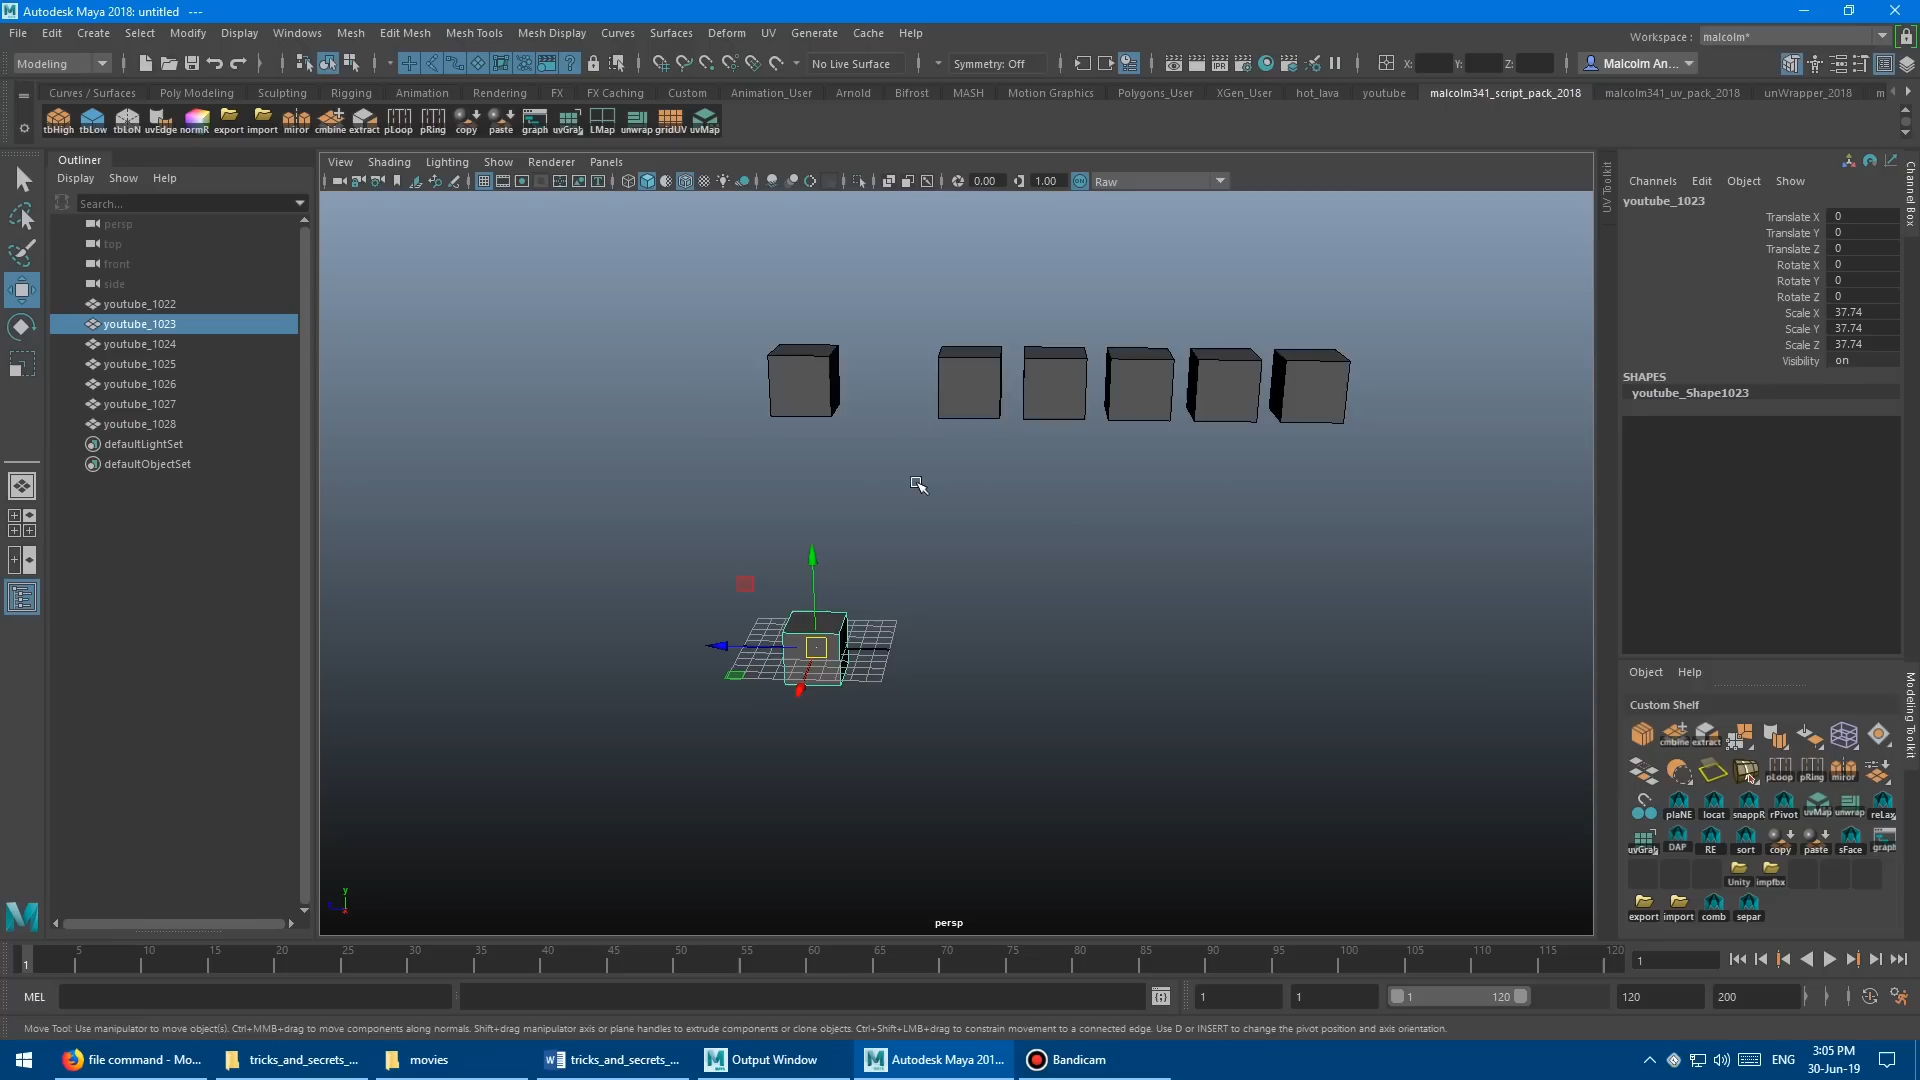 Autodesk Maya 2018: untitled   ---
File Edit Create Select Modify Display Windows Mesh Edit Mesh Mesh Tools Mesh Display Curves Surfaces Deform UV Generate Cache Help
Workspace : malcolm*
Modeling No Live Surface Symmetry: Off X: Y: Z: Malcolm An...
Curves / Surfaces Poly Modeling Sculpting Rigging Animation Rendering FX FX Caching Custom Animation_User Arnold Bifrost MASH Motion Graphics Polygons_User XGen_User hot_lava youtube malcolm341_script_pack_2018 malcolm341_uv_pack_2018 unWrapper_2018 m
tbHigh tbLow tbLoN uvEdge normR export import miror cmbine extract pLoop pRing copy paste graph uvGrab LMap unwrap gridUV uvMap
Outliner
Display Show Help
Search...
persp
top
front
side
youtube_1022
youtube_1023
youtube_1024
youtube_1025
youtube_1026
youtube_1027
youtube_1028
defaultLightSet
defaultObjectSet
View Shading Lighting Show Renderer Panels
0.00 1.00 ON Raw
y
persp
UV Toolkit
Channels Edit Object Show
youtube_1023
Translate X 0
Translate Y 0
Translate Z 0
Rotate X 0
Rotate Y 0
Rotate Z 0
Scale X 37.74
Scale Y 37.74
Scale Z 37.74
Visibility on
SHAPES
youtube_Shape1023
Channel Box
Modeling Toolkit
Object Help
Custom Shelf
cmbine extract
pLoop pRing miror
plaNE locat snappR rPivot uvMap unwrap reLax
uvGrab DAP RE sort copy paste sFace graph
Unity impfbx
export import comb separ
5 10 15 20 25 30 35 40 45 50 55 60 65 70 75 80 85 90 95 100 105 110 115 120
1 1
MEL 1 1 1 120 120 200
Move Tool: Use manipulator to move object(s). Ctrl+MMB+drag to move components along normals. Shift+drag manipulator axis or plane handles to extrude components or clone objects. Ctrl+Shift+LMB+drag to constrain movement to a connected edge. Use D or INSERT to change the pivot position and axis orientation.
file command - Mo... tricks_and_secrets_... movies tricks_and_secrets_... Output Window Autodesk Maya 201... Bandicam ENG 3:05 PM
30-Jun-19